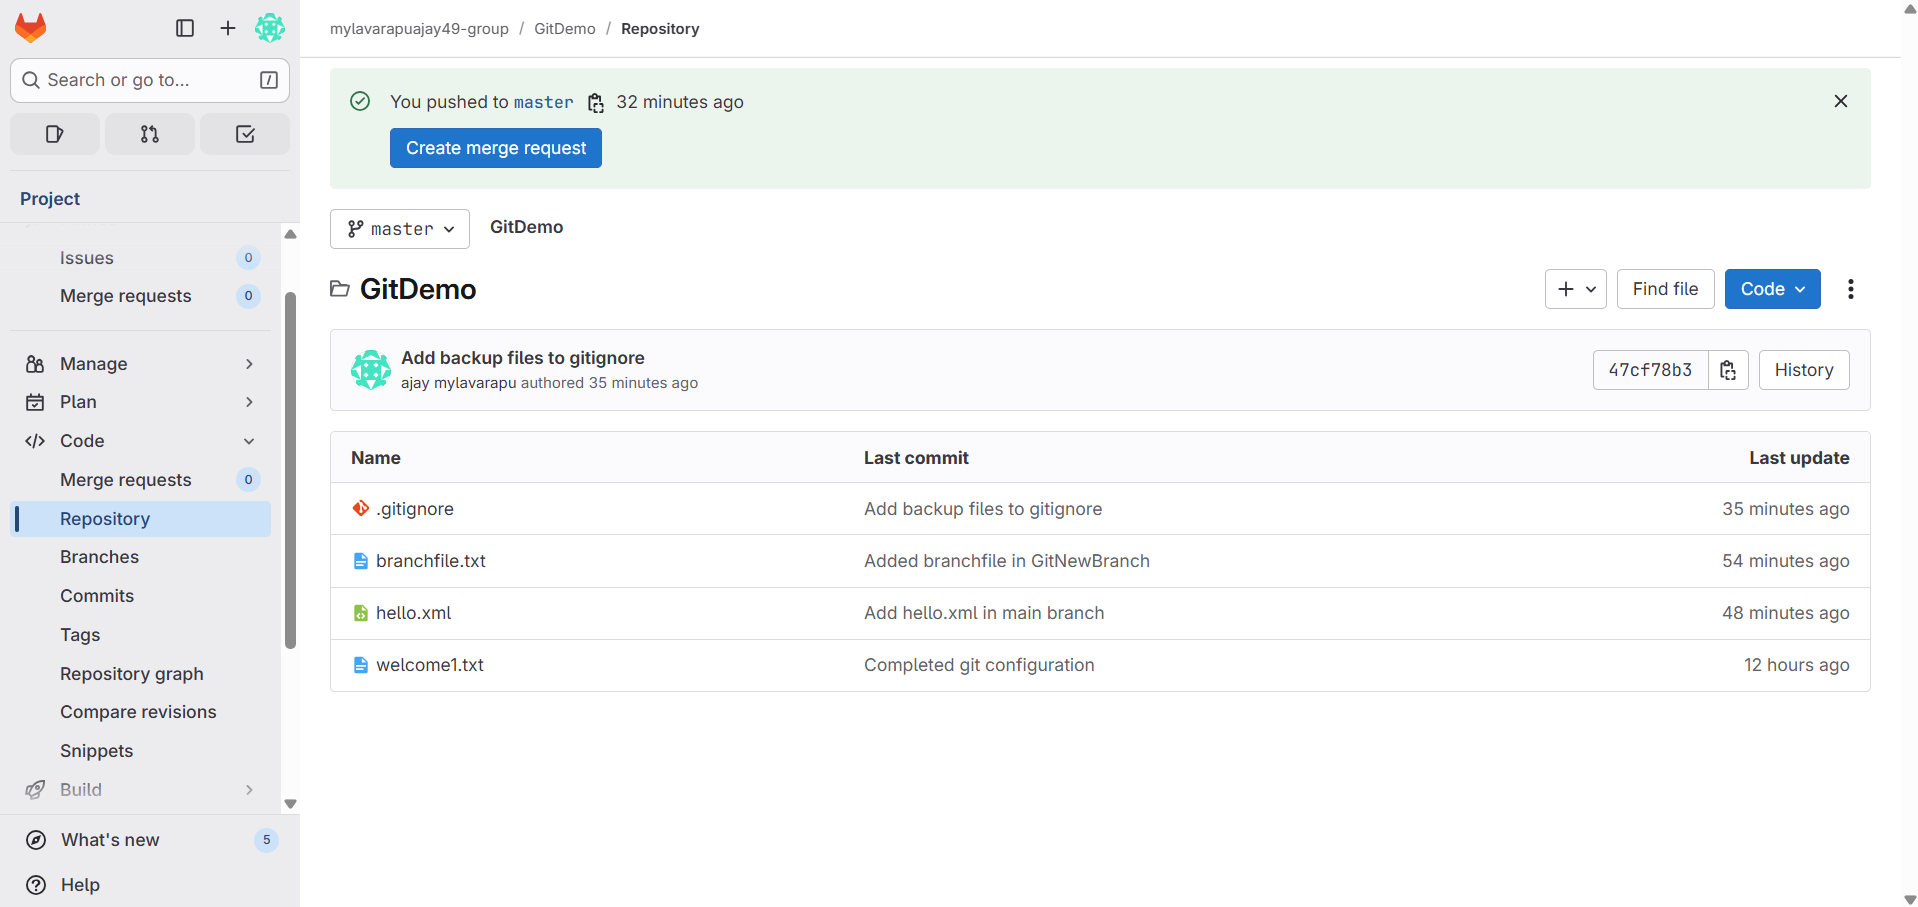 mylavarapuajay49-group / GitDemo / Repository
Search or go to... /
Project
Issues 0
Merge requests 0
Manage
Plan
Code
Merge requests 0
Repository
Branches
Commits
Tags
Repository graph
Compare revisions
Snippets
Build
What's new 5
Help
You pushed to master 32 minutes ago
Create merge request
master GitDemo
GitDemo
Find file Code
Add backup files to gitignore
ajay mylavarapu authored 35 minutes ago
47cf78b3 History
Name Last commit Last update
.gitignore Add backup files to gitignore 35 minutes ago
branchfile.txt Added branchfile in GitNewBranch 54 minutes ago
hello.xml Add hello.xml in main branch 48 minutes ago
welcome1.txt Completed git configuration 12 hours ago